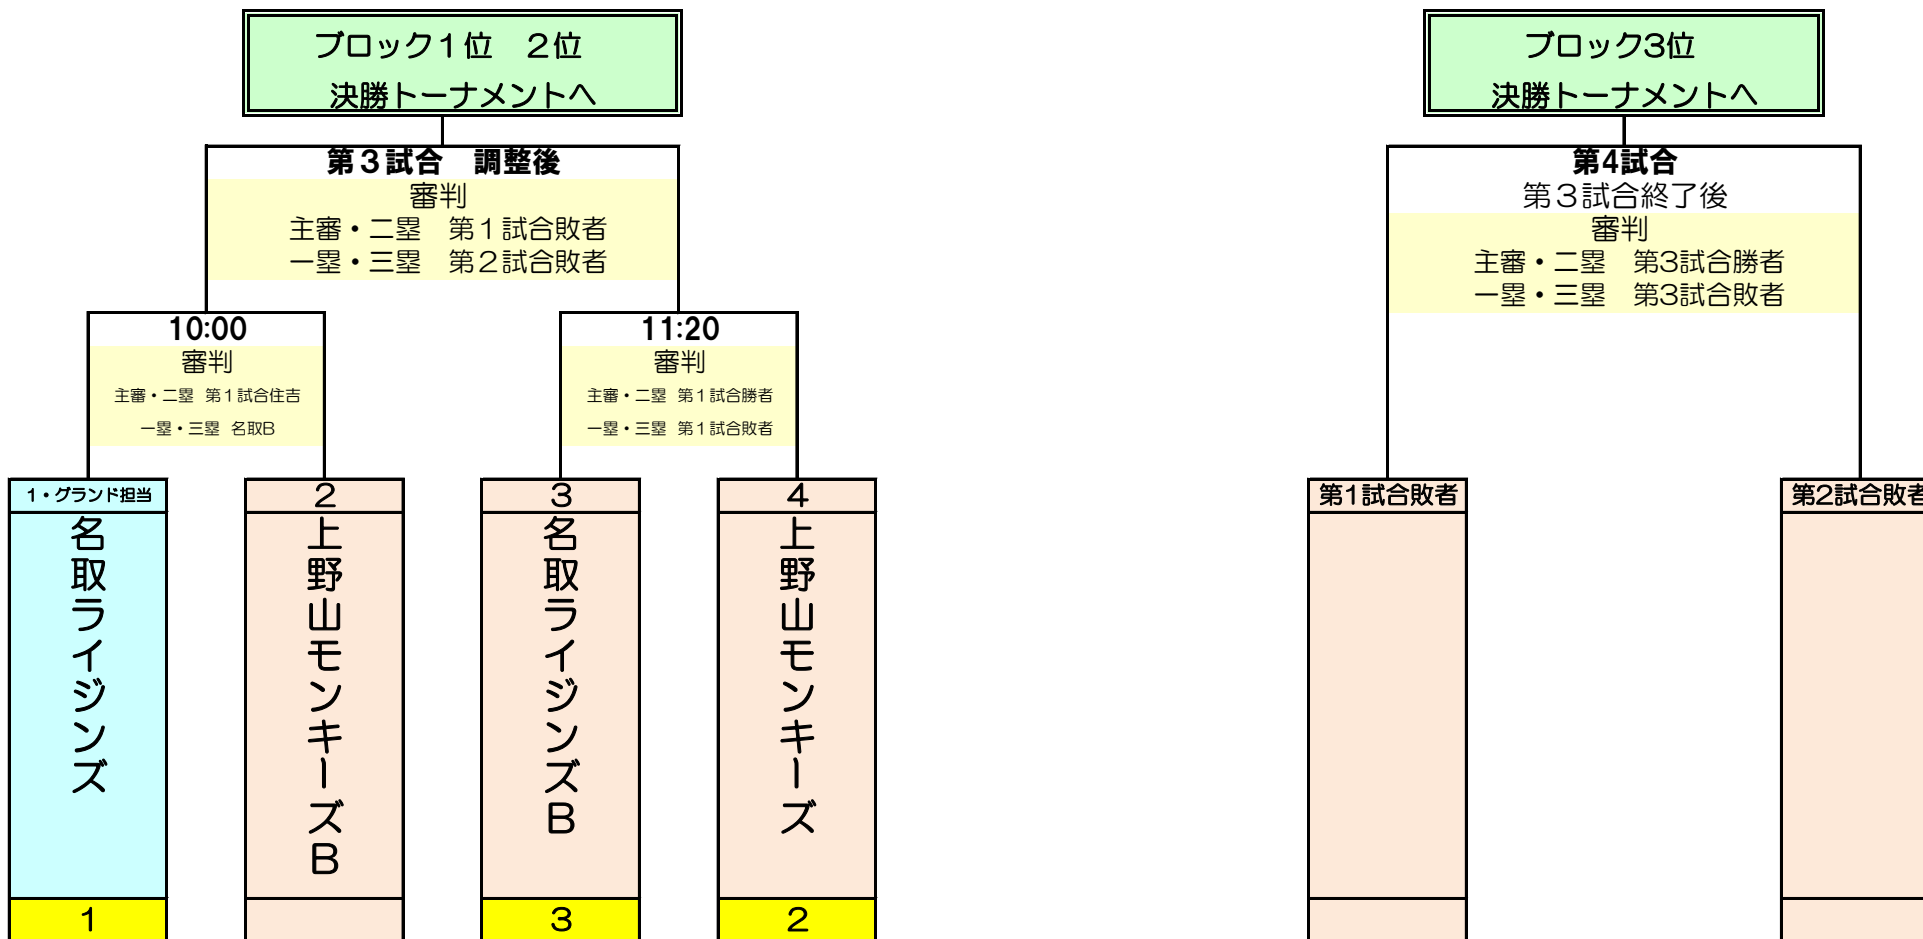 ブロック１位　２位
決勝トーナメントへ
第３試合　調整後
審判
主審・二塁　第１試合敗者
一塁・三塁　第２試合敗者
10:00
審判
主審・二塁 第１試合住吉
一塁・三塁 名取B
11:20
審判
主審・二塁 第１試合勝者
一塁・三塁 第１試合敗者
1・グランド担当
名取ライジンズ
1
2
上野山モンキーズB
3
名取ライジンズB
3
4
上野山モンキーズ
2
ブロック3位
決勝トーナメントへ
第4試合
第３試合終了後
審判
主審・二塁　第3試合勝者
一塁・三塁　第3試合敗者
第1試合敗者
第2試合敗者